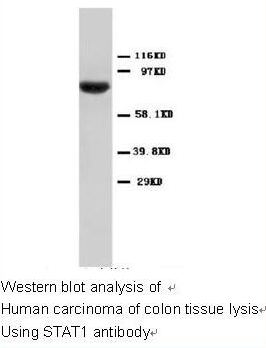 116KD
97KD
58.1KD
39.8KD
29KD
Western blot analysis of ↵
Human carcinoma of colon tissue lysis↵
Using STAT1 antibody↵